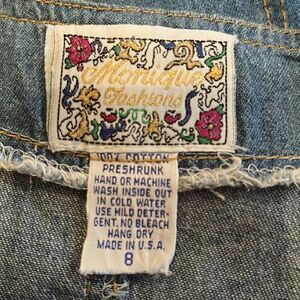 Monique
Fashions
100% COTTON
PRESHRUNK
HAND OR MACHINE
WASH INSIDE OUT
IN COLD WATER
USE MILD DETER-
GENT. NO BLEACH
HANG DRY
MADE IN U.S.A.
8